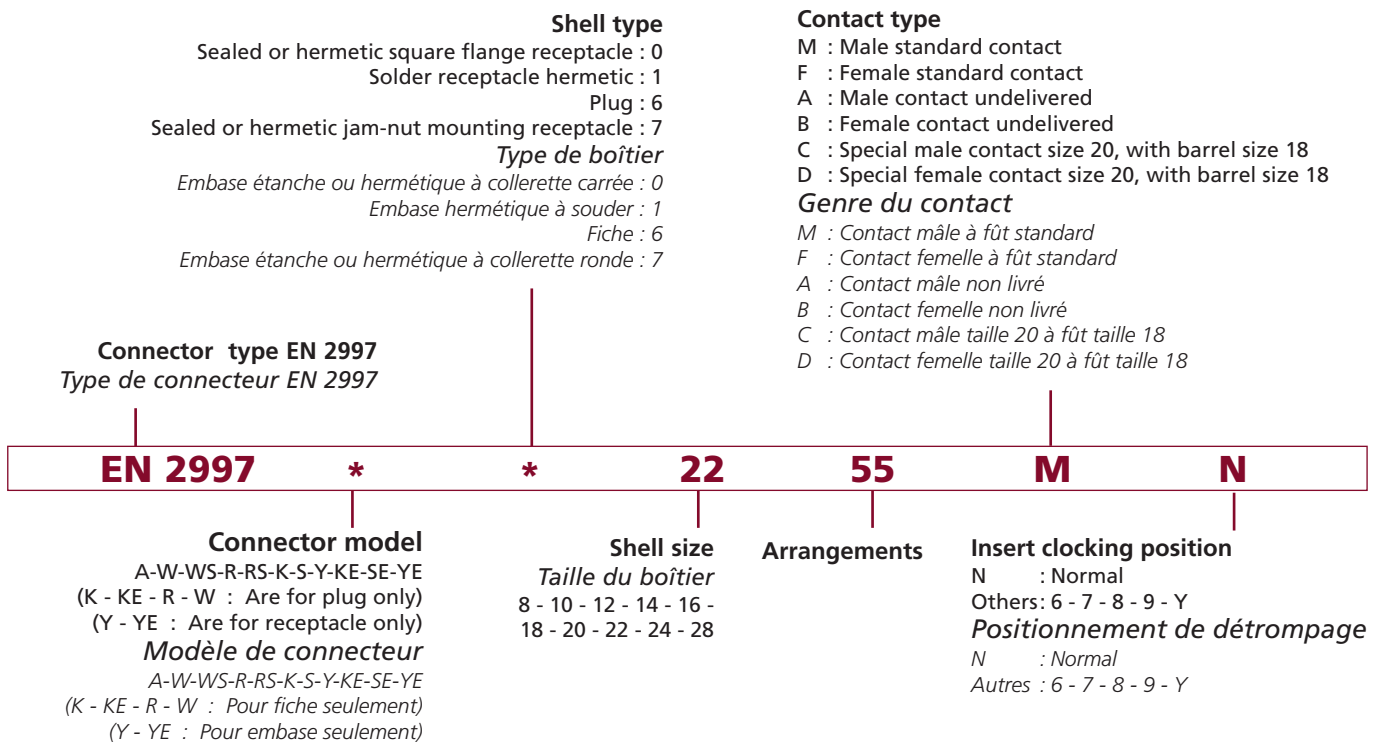 Shell type
Sealed or hermetic square flange receptacle : 0
Solder receptacle hermetic : 1
Plug : 6
Sealed or hermetic jam-nut mounting receptacle : 7
Type de boîtier
Embase étanche ou hermétique à collerette carrée : 0
Embase hermétique à souder : 1
Fiche : 6
Embase étanche ou hermétique à collerette ronde : 7
Contact type
M : Male standard contact
F : Female standard contact
A : Male contact undelivered
B : Female contact undelivered
C : Special male contact size 20, with barrel size 18
D : Special female contact size 20, with barrel size 18
Genre du contact
M : Contact mâle à fût standard
F : Contact femelle à fût standard
A : Contact mâle non livré
B : Contact femelle non livré
C : Contact mâle taille 20 à fût taille 18
D : Contact femelle taille 20 à fût taille 18
Connector type EN 2997
Type de connecteur EN 2997
EN 2997 * * 22 55 M N
Connector model
A-W-WS-R-RS-K-S-Y-KE-SE-YE
(K - KE - R - W : Are for plug only)
(Y - YE : Are for receptacle only)
Modèle de connecteur
A-W-WS-R-RS-K-S-Y-KE-SE-YE
(K - KE - R - W : Pour fiche seulement)
(Y - YE : Pour embase seulement)
Shell size
Taille du boîtier
8 - 10 - 12 - 14 - 16 -
18 - 20 - 22 - 24 - 28
Arrangements
Insert clocking position
N : Normal
Others: 6 - 7 - 8 - 9 - Y
Positionnement de détrompage
N : Normal
Autres : 6 - 7 - 8 - 9 - Y